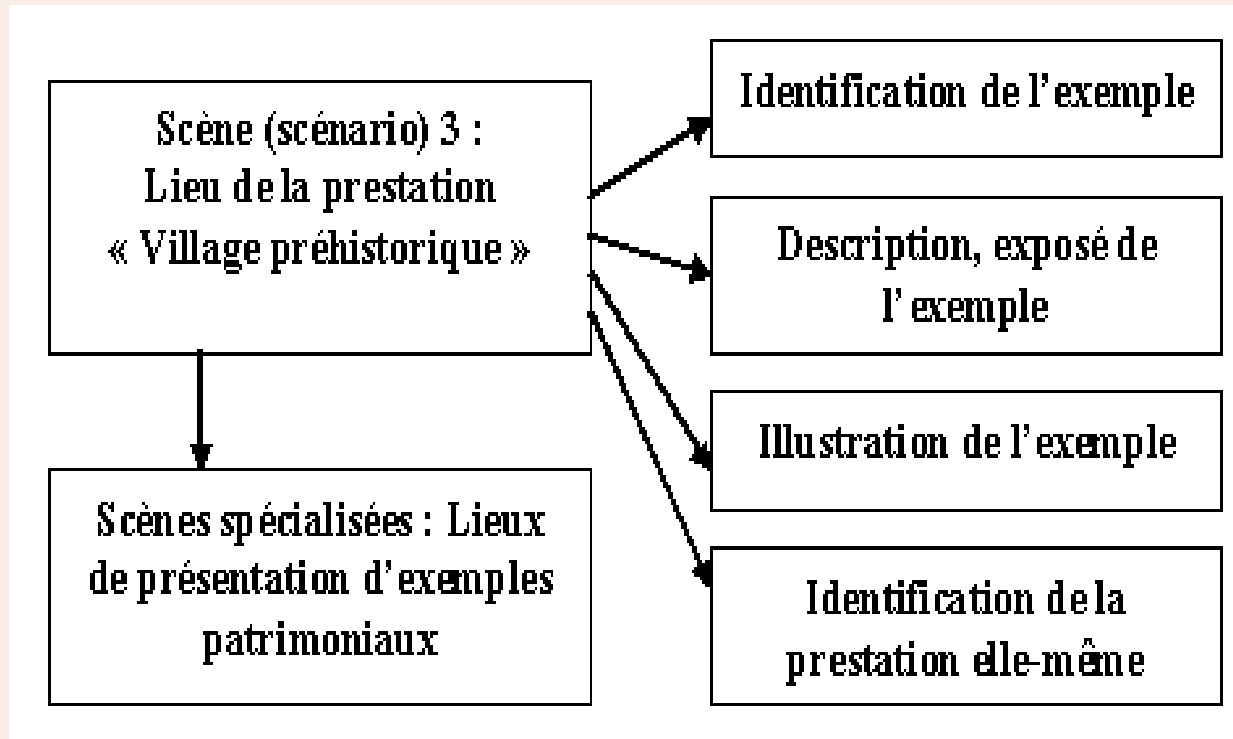 Scène (scénario) 3 :
Lieu de la prestation
« Village préhistorique »
Scènes spécialisées : Lieux
de présentation d'exemples
patrimoniaux
Identification de l'exemple
Description, exposé de
l'exemple
Illustration de l'exemple
Identification de la
prestation elle-même